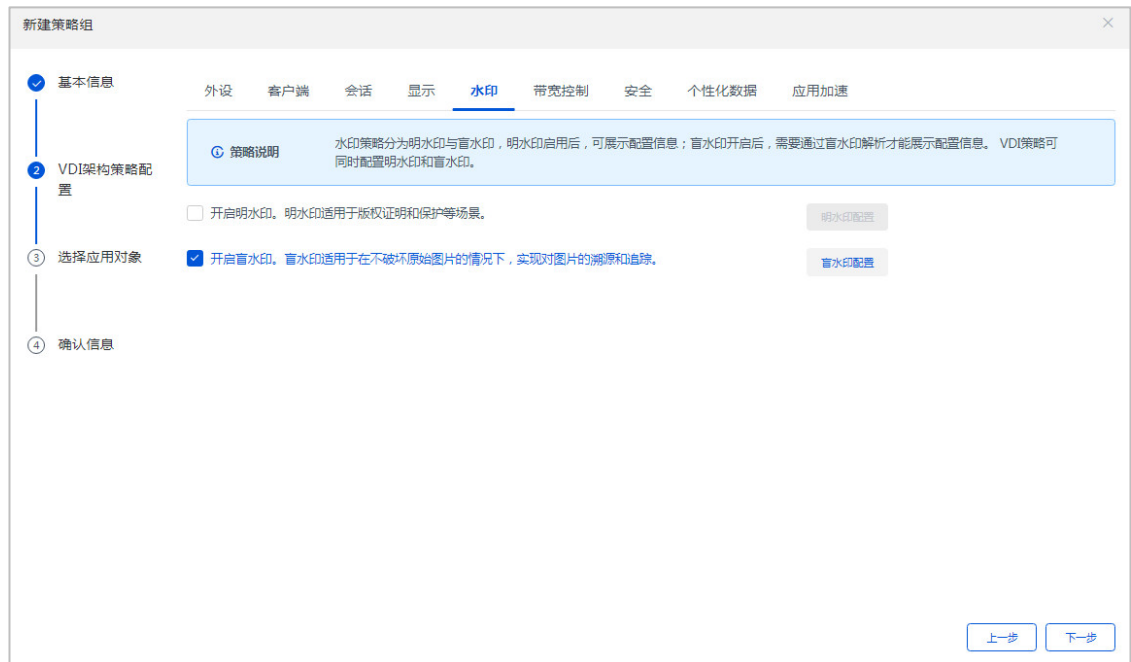 新建策略组
基本信息
外设 客户端 会话 显示 水印 带宽控制 安全 个性化数据 应用加速
策略说明
水印策略分为明水印与盲水印，明水印启用后，可展示配置信息；盲水印开启后，需要通过盲水印解析才能展示配置信息。 VDI策略可
同时配置明水印和盲水印。
2 VDI架构策略配
置
开启明水印。明水印适用于版权证明和保护等场景。 明水印配置
3 选择应用对象
开启盲水印。盲水印适用于在不破坏原始图片的情况下，实现对图片的溯源和追踪。 盲水印配置
4 确认信息
上一步 下一步